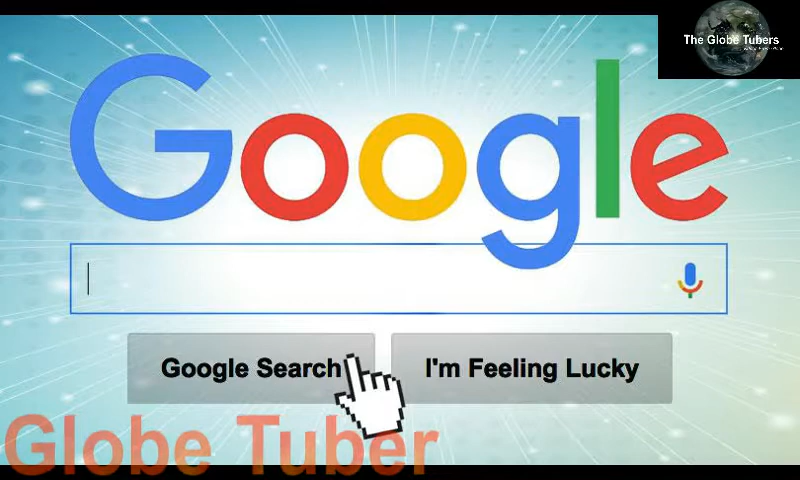 The Globe Tubers
Google
Google Search
I'm Feeling Lucky
Globe Tuber